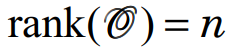 rank(𝒪) = n